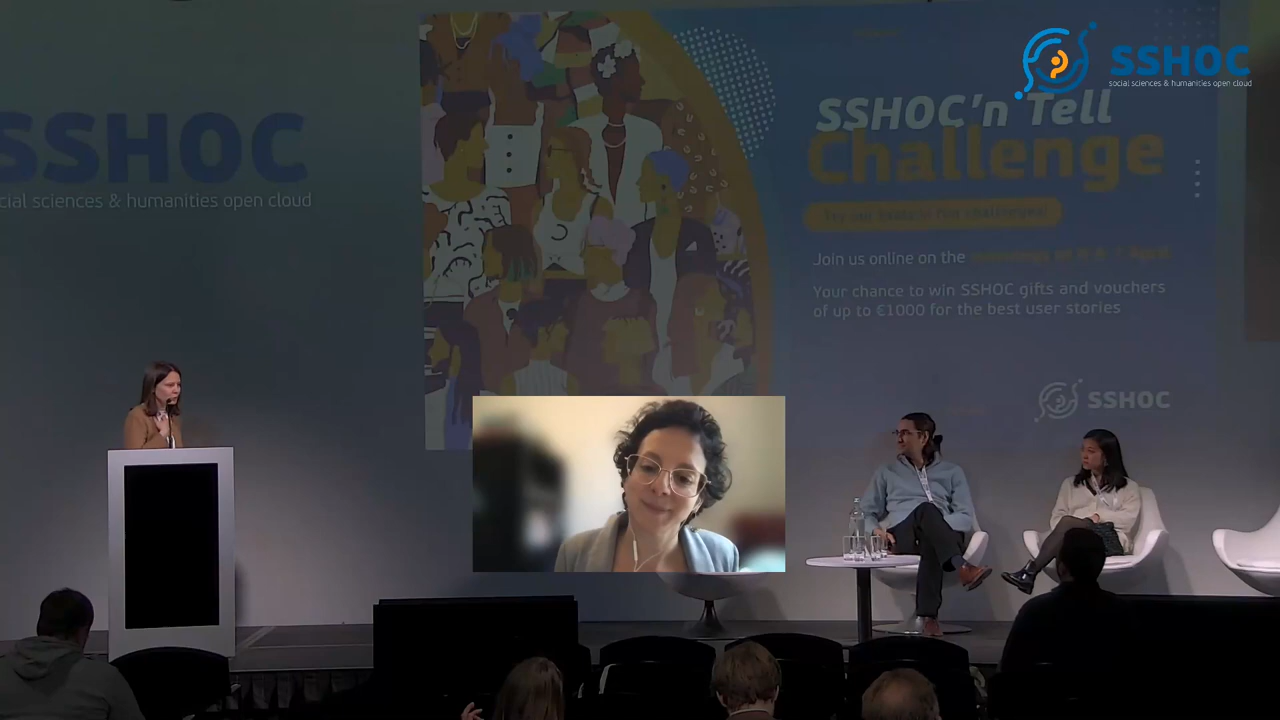 SSHOC
social sciences & humanities open cloud
SSHOC
cial sciences & humanities open cloud
SSHOC'n Tell
Challenge
Join us online on the
Your chance to win SSHOC gifts and vouchers
of up to €1000 for the best user stories
SSHOC